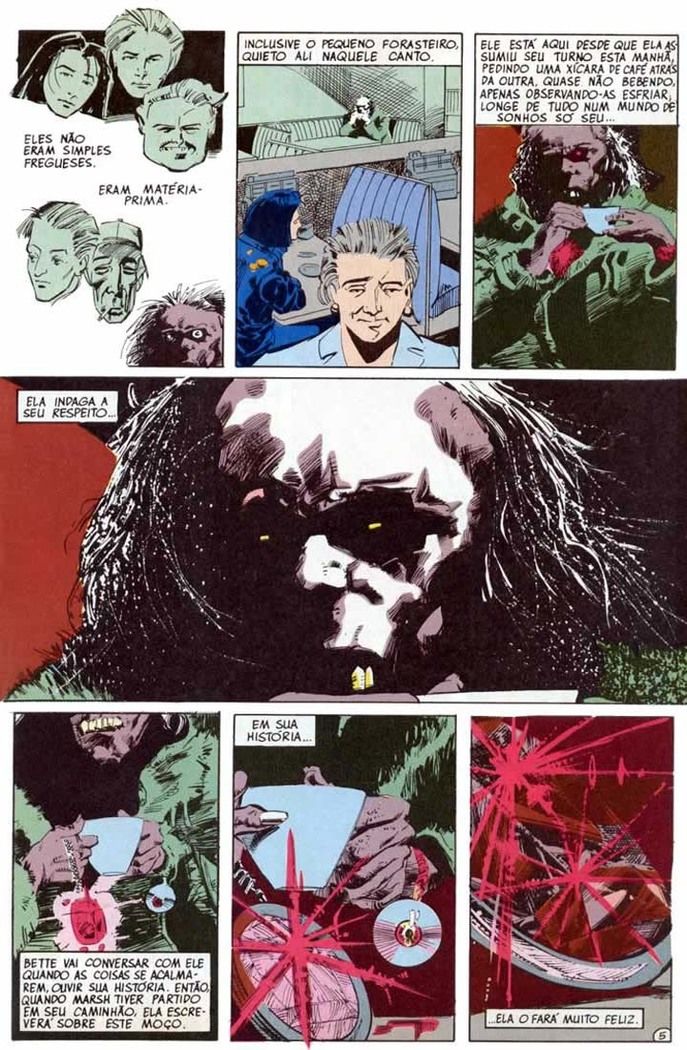 ELES NÃO
ERAM SIMPLES
FREGUESES.
ERAM MATÉRIA-
PRIMA.
INCLUSIVE O PEQUENO FORASTEIRO,
QUIETO ALI NAQUELE CANTO.
ELE ESTÁ AQUI DESDE QUE ELA AS-
SUMIU SEU TURNO ESTA MANHÃ,
PEDINDO UMA XÍCARA DE CAFÉ ATRÁS
DA OUTRA, QUASE NÃO BEBENDO,
APENAS OBSERVANDO-AS ESFRIAR,
LONGE DE TUDO NUM MUNDO DE
SONHOS SÓ SEU...
ELA INDAGA A
SEU RESPEITO...
BETTE VAI CONVERSAR COM ELE
QUANDO AS COISAS SE ACALMA-
REM, OUVIR SUA HISTÓRIA. ENTÃO,
QUANDO MARSH TIVER PARTIDO
EM SEU CAMINHÃO, ELA ESCRE-
VERÁ SOBRE ESTE MOÇO.
EM SUA
HISTÓRIA...
...ELA O FARÁ MUITO FELIZ.
5